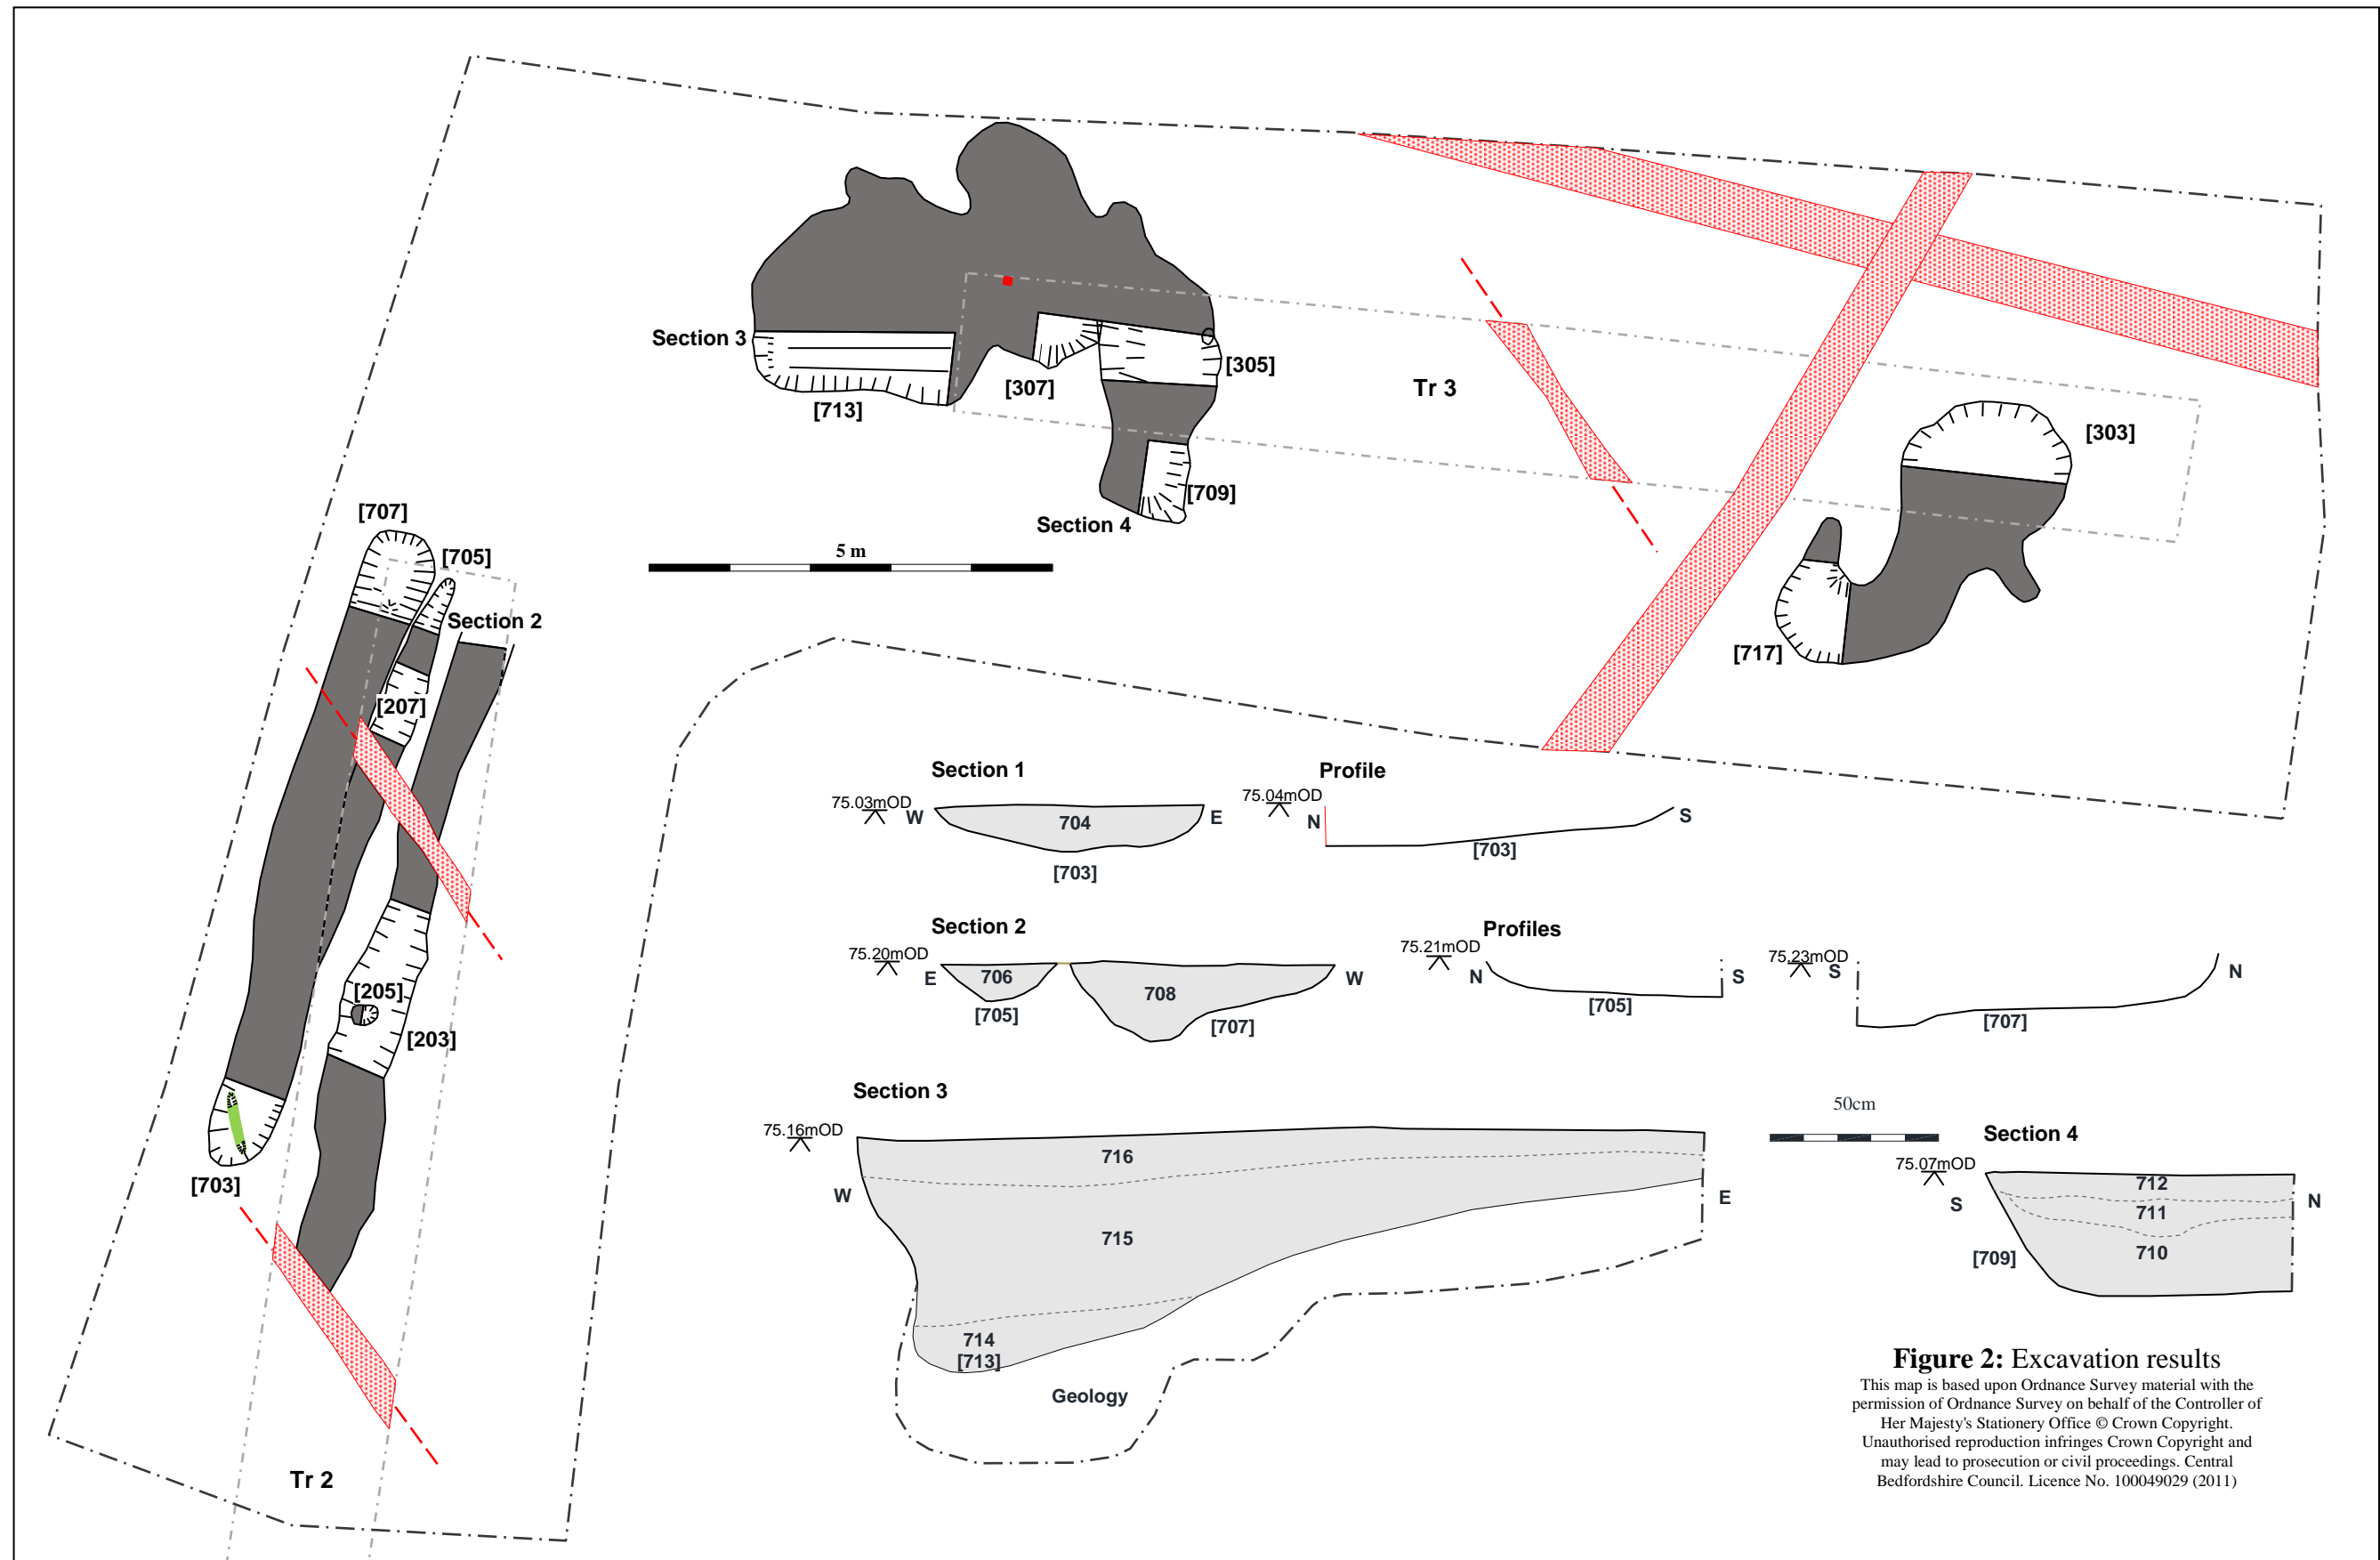 Section 3
[713]
[307]
[305]
Tr 3
[303]
[709]
Section 4
5 m
[707]
[705]
Section 2
[207]
[717]
[205]
[203]
[703]
Tr 2
Section 1
75.03mOD
W
704
E
[703]
Profile
75.04mOD
N
S
[703]
Section 2
75.20mOD
E
706
708
W
[705]
[707]
Profiles
75.21mOD
N
S
[705]
75.23mOD
S
N
[707]
Section 3
75.16mOD
716
W
E
715
714
[713]
Geology
50cm
Section 4
75.07mOD
712
S
N
711
710
[709]
Figure 2: Excavation results
This map is based upon Ordnance Survey material with the
permission of Ordnance Survey on behalf of the Controller of
Her Majesty's Stationery Office © Crown Copyright.
Unauthorised reproduction infringes Crown Copyright and
may lead to prosecution or civil proceedings. Central
Bedfordshire Council. Licence No. 100049029 (2011)